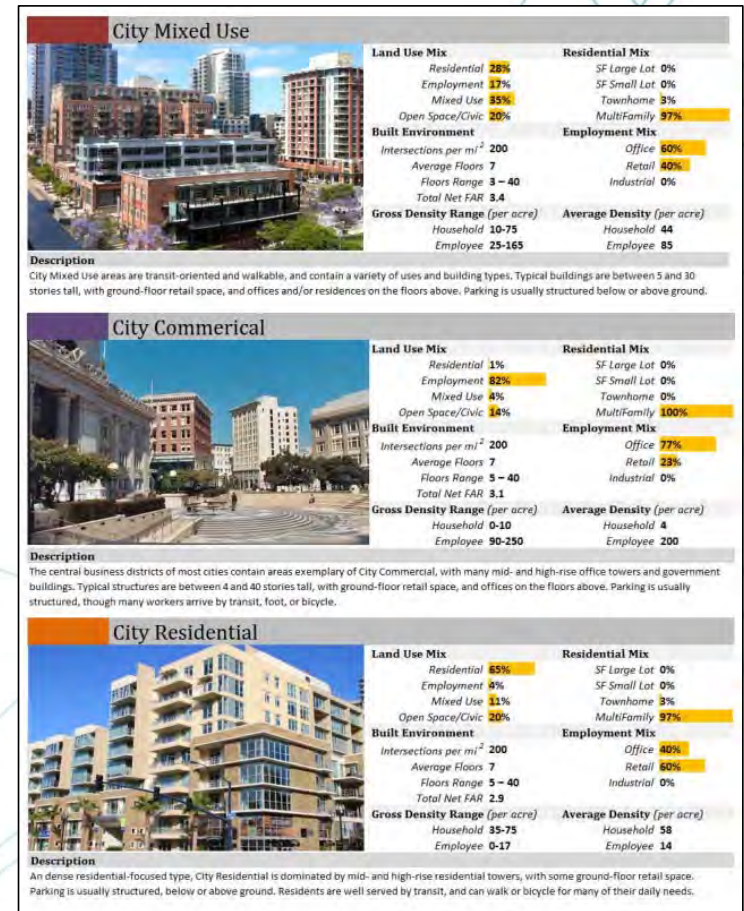 City Mixed Use
Land Use Mix
Residential 28%
Employment 17%
Mixed Use 35%
Open Space/Civic 20%
Built Environment
Intersections per mi² 200
Average Floors 7
Floors Range 3 – 40
Total Net FAR 3.4
Gross Density Range (per acre)
Household 10-75
Employee 25-165
Residential Mix
SF Large Lot 0%
SF Small Lot 0%
Townhome 3%
MultiFamily 97%
Employment Mix
Office 60%
Retail 40%
Industrial 0%
Average Density (per acre)
Household 44
Employee 85
Description
City Mixed Use areas are transit-oriented and walkable, and contain a variety of uses and building types. Typical buildings are between 5 and 30
stories tall, with ground-floor retail space, and offices and/or residences on the floors above. Parking is usually structured below or above ground.
City Commerical
Land Use Mix
Residential 1%
Employment 82%
Mixed Use 4%
Open Space/Civic 14%
Built Environment
Intersections per mi² 200
Average Floors 7
Floors Range 5 – 40
Total Net FAR 3.1
Gross Density Range (per acre)
Household 0-10
Employee 90-250
Residential Mix
SF Large Lot 0%
SF Small Lot 0%
Townhome 0%
MultiFamily 100%
Employment Mix
Office 77%
Retail 23%
Industrial 0%
Average Density (per acre)
Household 4
Employee 200
Description
The central business districts of most cities contain areas exemplary of City Commercial, with many mid- and high-rise office towers and government
buildings. Typical structures are between 4 and 40 stories tall, with ground-floor retail space, and offices on the floors above. Parking is usually
structured, though many workers arrive by transit, foot, or bicycle.
City Residential
Land Use Mix
Residential 65%
Employment 4%
Mixed Use 11%
Open Space/Civic 20%
Built Environment
Intersections per mi² 200
Average Floors 7
Floors Range 5 – 40
Total Net FAR 2.9
Gross Density Range (per acre)
Household 35-75
Employee 0-17
Residential Mix
SF Large Lot 0%
SF Small Lot 0%
Townhome 3%
MultiFamily 97%
Employment Mix
Office 40%
Retail 60%
Industrial 0%
Average Density (per acre)
Household 58
Employee 14
Description
An dense residential-focused type, City Residential is dominated by mid- and high-rise residential towers, with some ground-floor retail space.
Parking is usually structured, below or above ground. Residents are well served by transit, and can walk or bicycle for many of their daily needs.